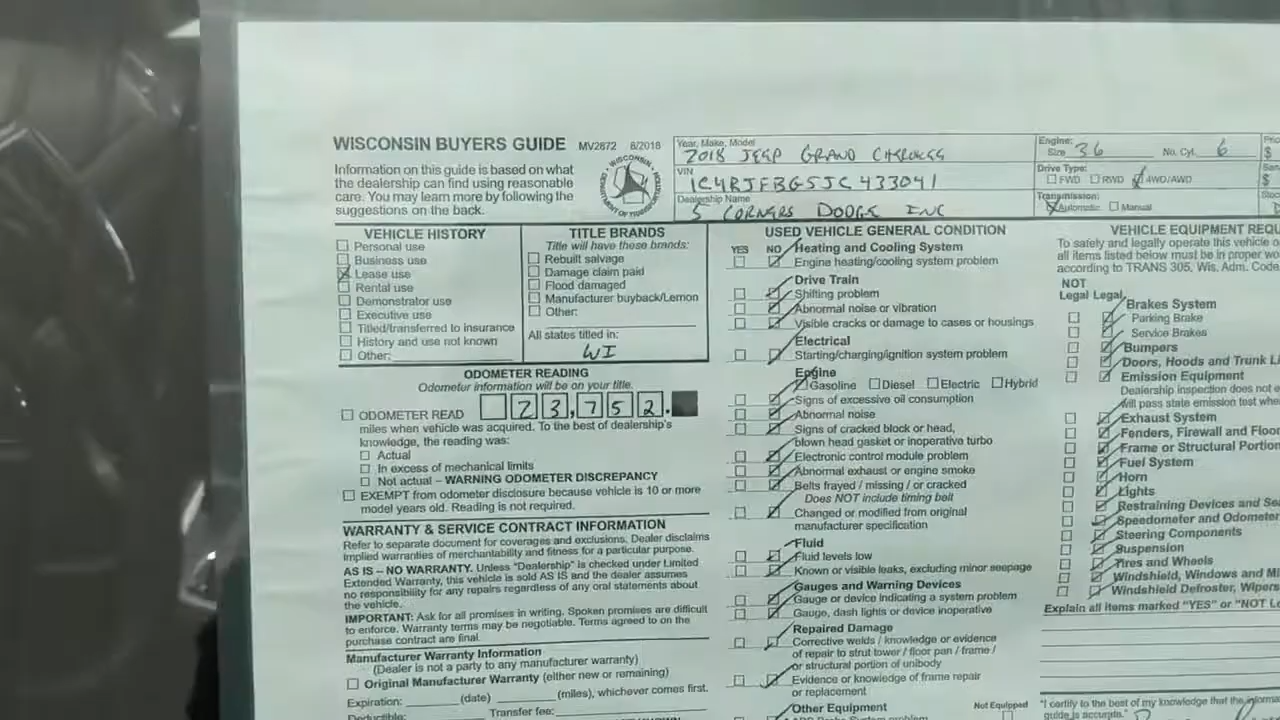 WISCONSIN BUYERS GUIDE MV2872 8/2018
Information on this guide is based on what
the dealership can find using reasonable
care. You may learn more by following the
suggestions on the back.
WISCONSIN
DEPARTMENT OF TRANSPORTATION
Year, Make, Model
2018 JEEP GRAND CHEROKEE
VIN
1C4RJFBG5JC433041
Dealership Name
5 CORNERS DODGE INC
Engine:
Size 36 No. Cyl. 6
Drive Type:
FWD RWD 4WD/AWD
Transmission:
Automatic Manual
$
$
VEHICLE HISTORY
Personal use
Business use
Lease use
Rental use
Demonstrator use
Executive use
Titled/transferred to insurance
History and use not known
Other:
TITLE BRANDS
Title will have these brands:
Rebuilt salvage
Damage claim paid
Flood damaged
Manufacturer buyback/Lemon
Other:
All states titled in:
WI
ODOMETER READING
Odometer information will be on your title.
ODOMETER READ 23,752.
miles when vehicle was acquired. To the best of dealership's
knowledge, the reading was:
Actual
In excess of mechanical limits
Not actual – WARNING ODOMETER DISCREPANCY
EXEMPT from odometer disclosure because vehicle is 10 or more
model years old. Reading is not required.
WARRANTY & SERVICE CONTRACT INFORMATION
Refer to separate document for coverages and exclusions. Dealer disclaims
implied warranties of merchantability and fitness for a particular purpose.
AS IS – NO WARRANTY. Unless "Dealership" is checked under Limited
Extended Warranty, this vehicle is sold AS IS and the dealer assumes
no responsibility for any repairs regardless of any oral statements about
the vehicle.
IMPORTANT: Ask for all promises in writing. Spoken promises are difficult
to enforce. Warranty terms may be negotiable. Terms agreed to on the
purchase contract are final.
Manufacturer Warranty Information
(Dealer is not a party to any manufacturer warranty)
Original Manufacturer Warranty (either new or remaining)
Expiration: (date) (miles), whichever comes first.
Deductible: Transfer fee:
USED VEHICLE GENERAL CONDITION
YES NO Heating and Cooling System
Engine heating/cooling system problem
Drive Train
Shifting problem
Abnormal noise or vibration
Visible cracks or damage to cases or housings
Electrical
Starting/charging/ignition system problem
Engine
Gasoline Diesel Electric Hybrid
Signs of excessive oil consumption
Abnormal noise
Signs of cracked block or head,
blown head gasket or inoperative turbo
Electronic control module problem
Abnormal exhaust or engine smoke
Belts frayed / missing / or cracked
Does NOT include timing belt
Changed or modified from original
manufacturer specification
Fluid
Fluid levels low
Known or visible leaks, excluding minor seepage
Gauges and Warning Devices
Gauge or device indicating a system problem
Gauge, dash lights or device inoperative
Repaired Damage
Corrective welds / knowledge or evidence
of repair to strut tower / floor pan / frame /
or structural portion of unibody
Evidence or knowledge of frame repair
or replacement
Other Equipment Not Equipped
VEHICLE EQUIPMENT REQU
To safely and legally operate this vehicle o
all items listed below must be in proper wo
according to TRANS 305, Wis. Adm. Code
NOT
Legal Legal
Brakes System
Parking Brake
Service Brakes
Bumpers
Doors, Hoods and Trunk Li
Emission Equipment
Dealership inspection does not e
will pass state emission test whe
Exhaust System
Fenders, Firewall and Floor
Frame or Structural Portion
Fuel System
Horn
Lights
Restraining Devices and Se
Speedometer and Odometer
Steering Components
Suspension
Tires and Wheels
Windshield, Windows and Mi
Windshield Defroster, Wipers
Explain all items marked "YES" or "NOT L
"I certify to the best of my knowledge that the informa
guide is accurate."